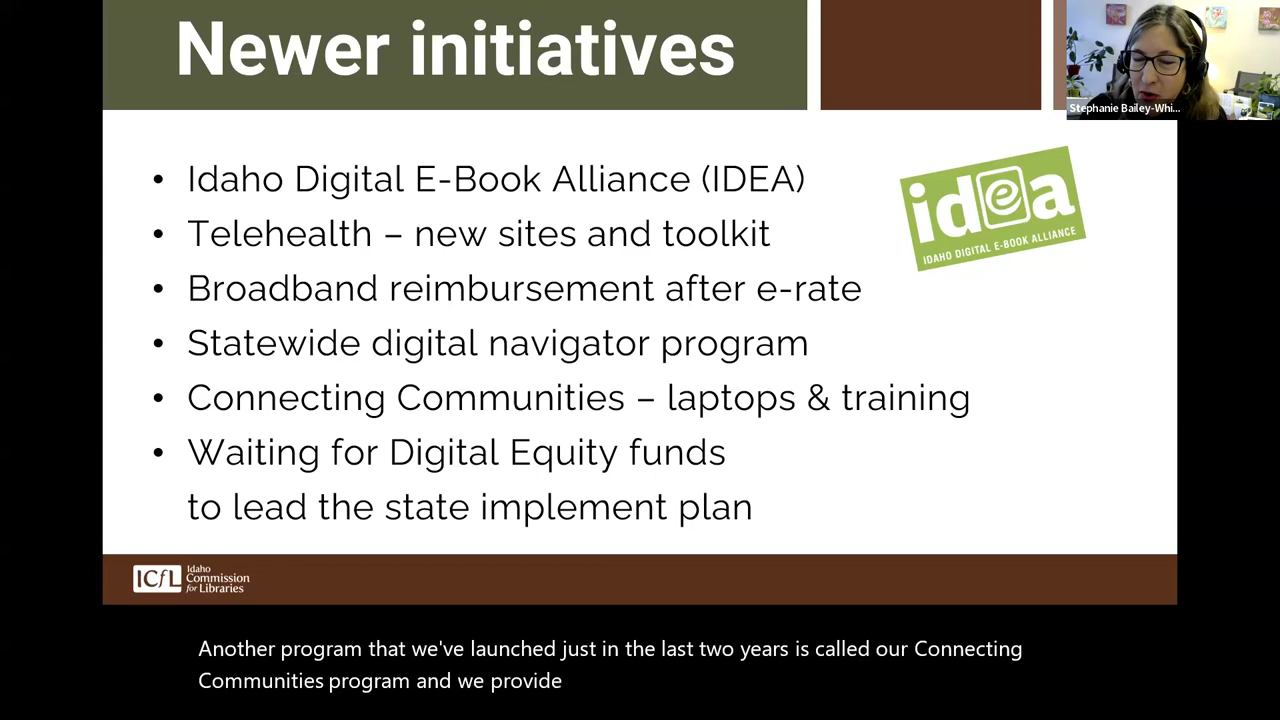 Newer initiatives
Stephanie Bailey-Whi...
• Idaho Digital E-Book Alliance (IDEA)
• Telehealth – new sites and toolkit
• Broadband reimbursement after e-rate
• Statewide digital navigator program
• Connecting Communities – laptops & training
• Waiting for Digital Equity funds
to lead the state implement plan
idea
IDAHO DIGITAL E-BOOK ALLIANCE
ICfL
Idaho
Commission
for Libraries
Another program that we've launched just in the last two years is called our Connecting
Communities program and we provide